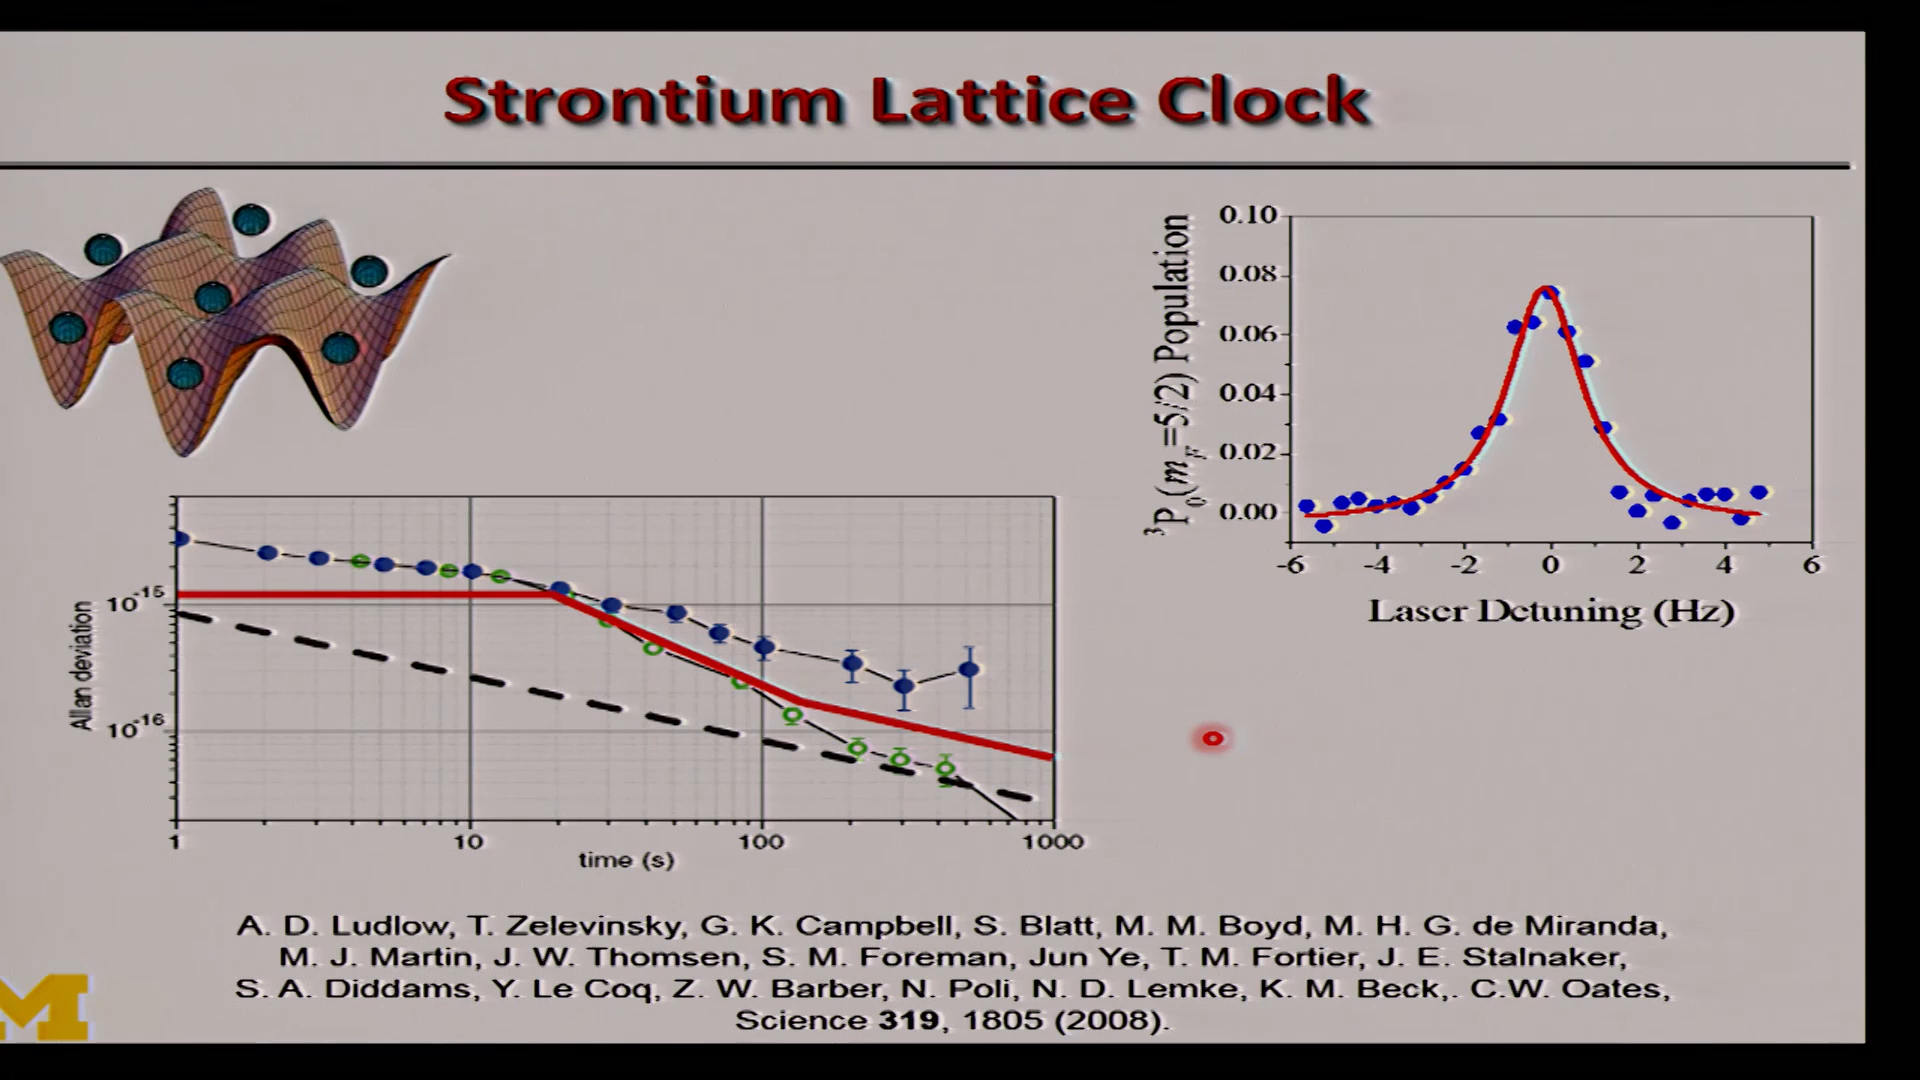 Strontium Lattice Clock
³P₀(m_F=5/2) Population
0.10
0.08
0.06
0.04
0.02
0.00
-6 -4 -2 0 2 4 6
Laser Detuning (Hz)
Allan deviation
10⁻¹⁵
10⁻¹⁶
1 10 100 1000
time (s)
A. D. Ludlow, T. Zelevinsky, G. K. Campbell, S. Blatt, M. M. Boyd, M. H. G. de Miranda,
M. J. Martin, J. W. Thomsen, S. M. Foreman, Jun Ye, T. M. Fortier, J. E. Stalnaker,
S. A. Diddams, Y. Le Coq, Z. W. Barber, N. Poli, N. D. Lemke, K. M. Beck,. C.W. Oates,
Science 319, 1805 (2008).
M